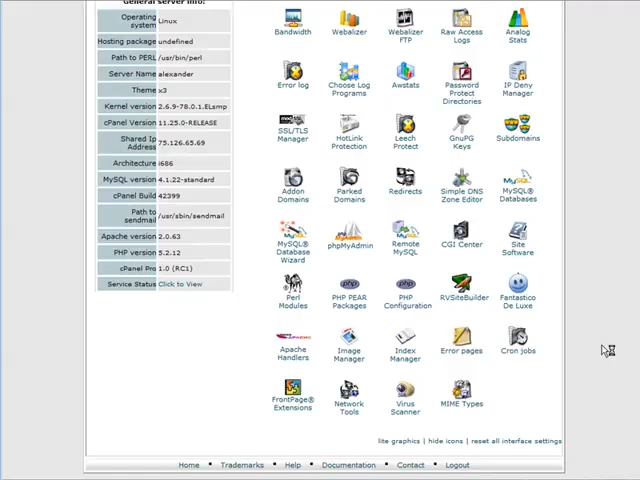 General server info:
Operating system Linux
Hosting package undefined
Path to PERL /usr/bin/perl
Server Name alexander
Theme x3
Kernel version 2.6.9-78.0.1.ELsmp
cPanel Version 11.25.0-RELEASE
Shared Ip Address 75.126.65.69
Architecture i686
MySQL version 4.1.22-standard
cPanel Build 42399
Path to sendmail /usr/sbin/sendmail
Apache version 2.0.63
PHP version 5.2.12
cPanel Pro 1.0 (RC1)
Service Status Click to View
Bandwidth
Webalizer
Webalizer FTP
Raw Access Logs
Analog Stats
Error log
Choose Log Programs
Awstats
Password Protect Directories
IP Deny Manager
SSL/TLS Manager
HotLink Protection
Leech Protect
GnuPG Keys
Subdomains
Addon Domains
Parked Domains
Redirects
Simple DNS Zone Editor
MySQL® Databases
MySQL® Database Wizard
phpMyAdmin
Remote MySQL
CGI Center
Site Software
Perl Modules
PHP PEAR Packages
PHP Configuration
RVSiteBuilder
Fantastico De Luxe
Apache Handlers
Image Manager
Index Manager
Error pages
Cron jobs
FrontPage® Extensions
Network Tools
Virus Scanner
MIME Types
lite graphics | hide icons | reset all interface settings
Home ▪ Trademarks ▪ Help ▪ Documentation ▪ Contact ▪ Logout